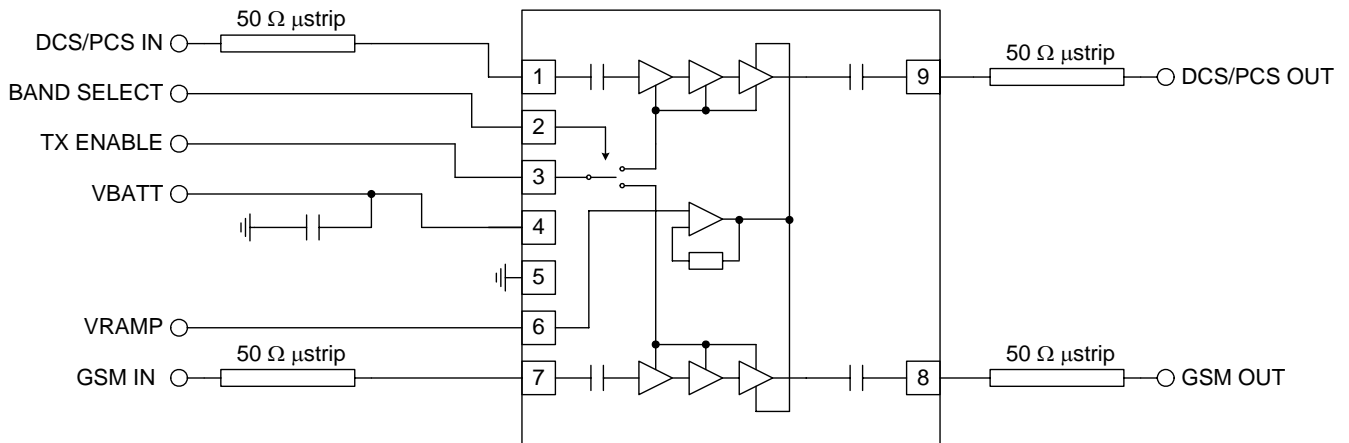 50 Ω μstrip
DCS/PCS IN
BAND SELECT
TX ENABLE
VBATT
VRAMP
50 Ω μstrip
GSM IN
1
2
3
4
5
6
7
9
8
50 Ω μstrip
DCS/PCS OUT
50 Ω μstrip
GSM OUT